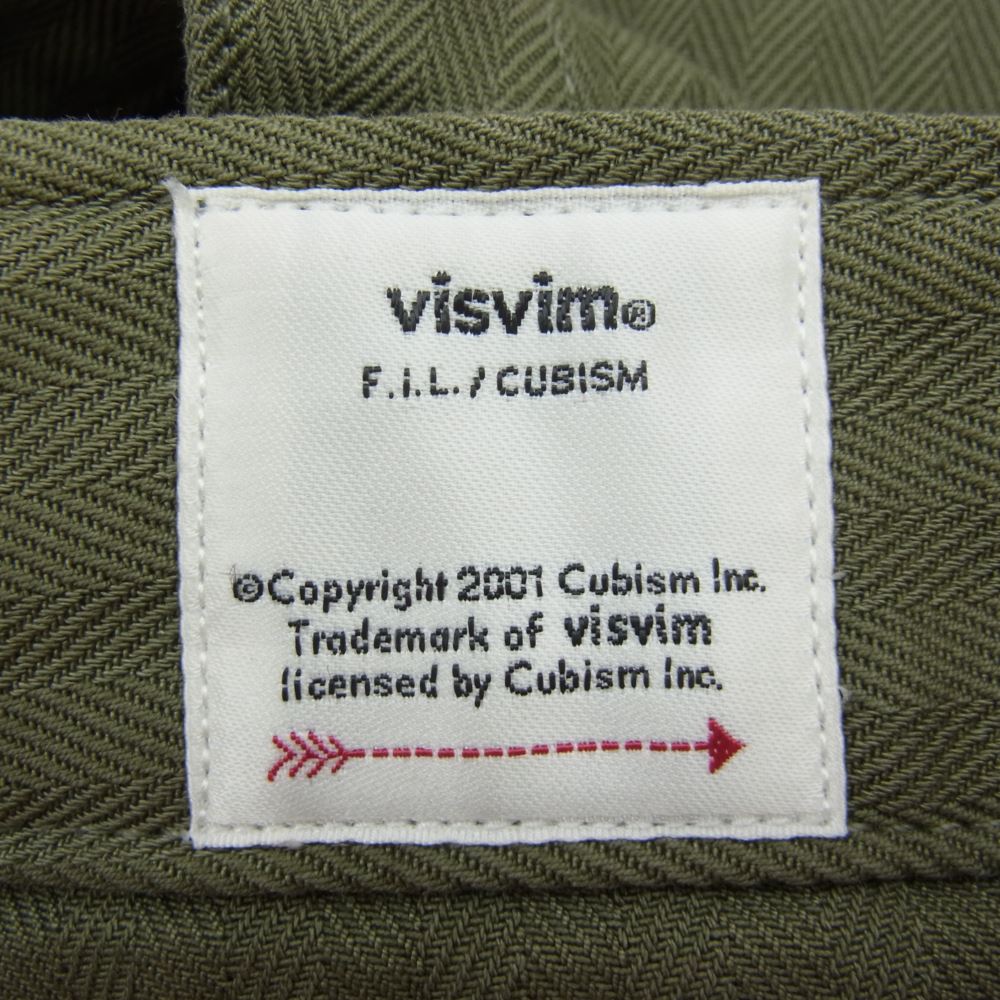 visvim®
F.I.L. / CUBISM
©Copyright 2001 Cubism Inc.
Trademark of visvim
licensed by Cubism Inc.